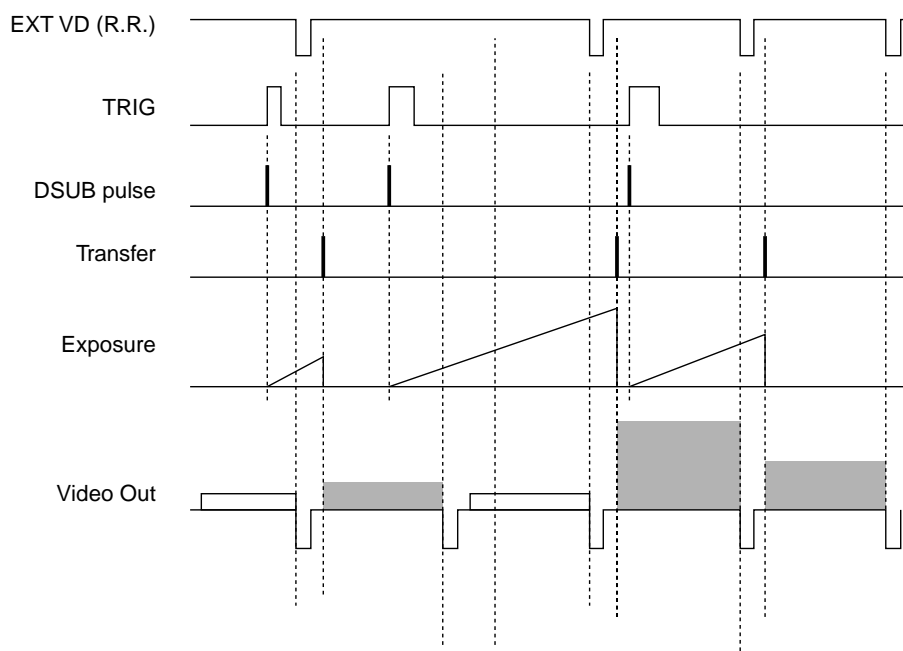 EXT VD (R.R.)
TRIG
DSUB pulse
Transfer
Exposure
Video Out